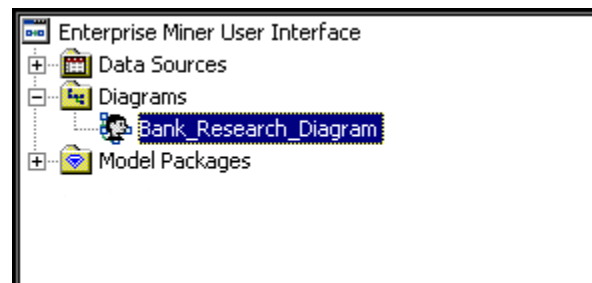 Enterprise Miner User Interface
Data Sources
Diagrams
Bank_Research_Diagram
Model Packages